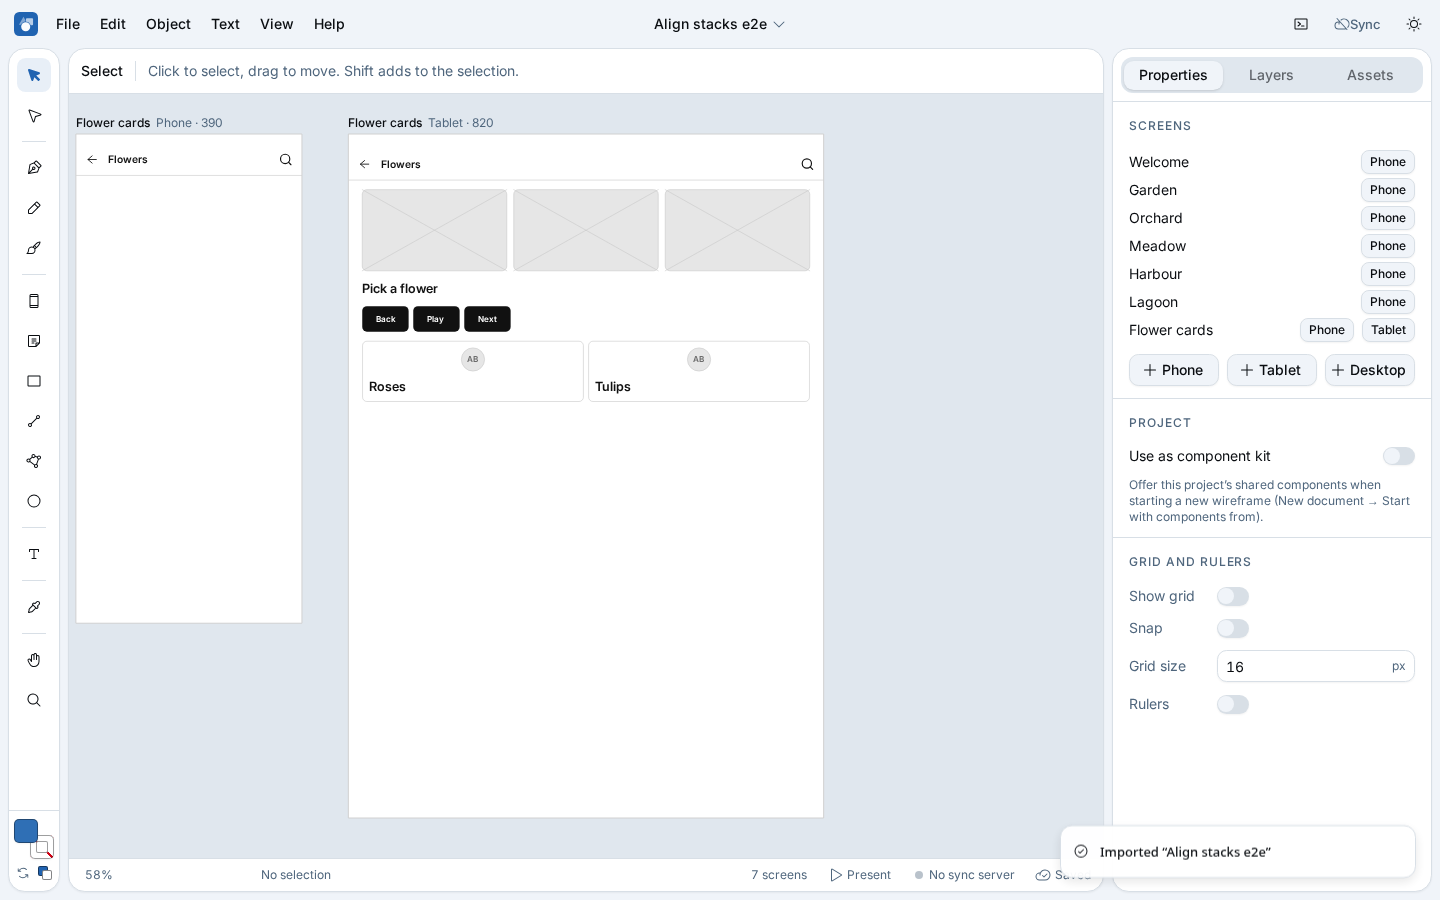 File Edit Object Text View Help
Align stacks e2e
Sync
Select
Click to select, drag to move. Shift adds to the selection.
Flower cards Phone · 390
Flowers
Flower cards Tablet · 820
Flowers
Pick a flower
Back Play Next
AB AB
Roses Tulips
Properties Layers Assets
SCREENS
Welcome Phone
Garden Phone
Orchard Phone
Meadow Phone
Harbour Phone
Lagoon Phone
Flower cards Phone Tablet
Phone Tablet Desktop
PROJECT
Use as component kit
Offer this project's shared components when
starting a new wireframe (New document → Start
with components from).
GRID AND RULERS
Show grid
Snap
Grid size 16 px
Rulers
Imported “Align stacks e2e”
58% No selection 7 screens Present No sync server